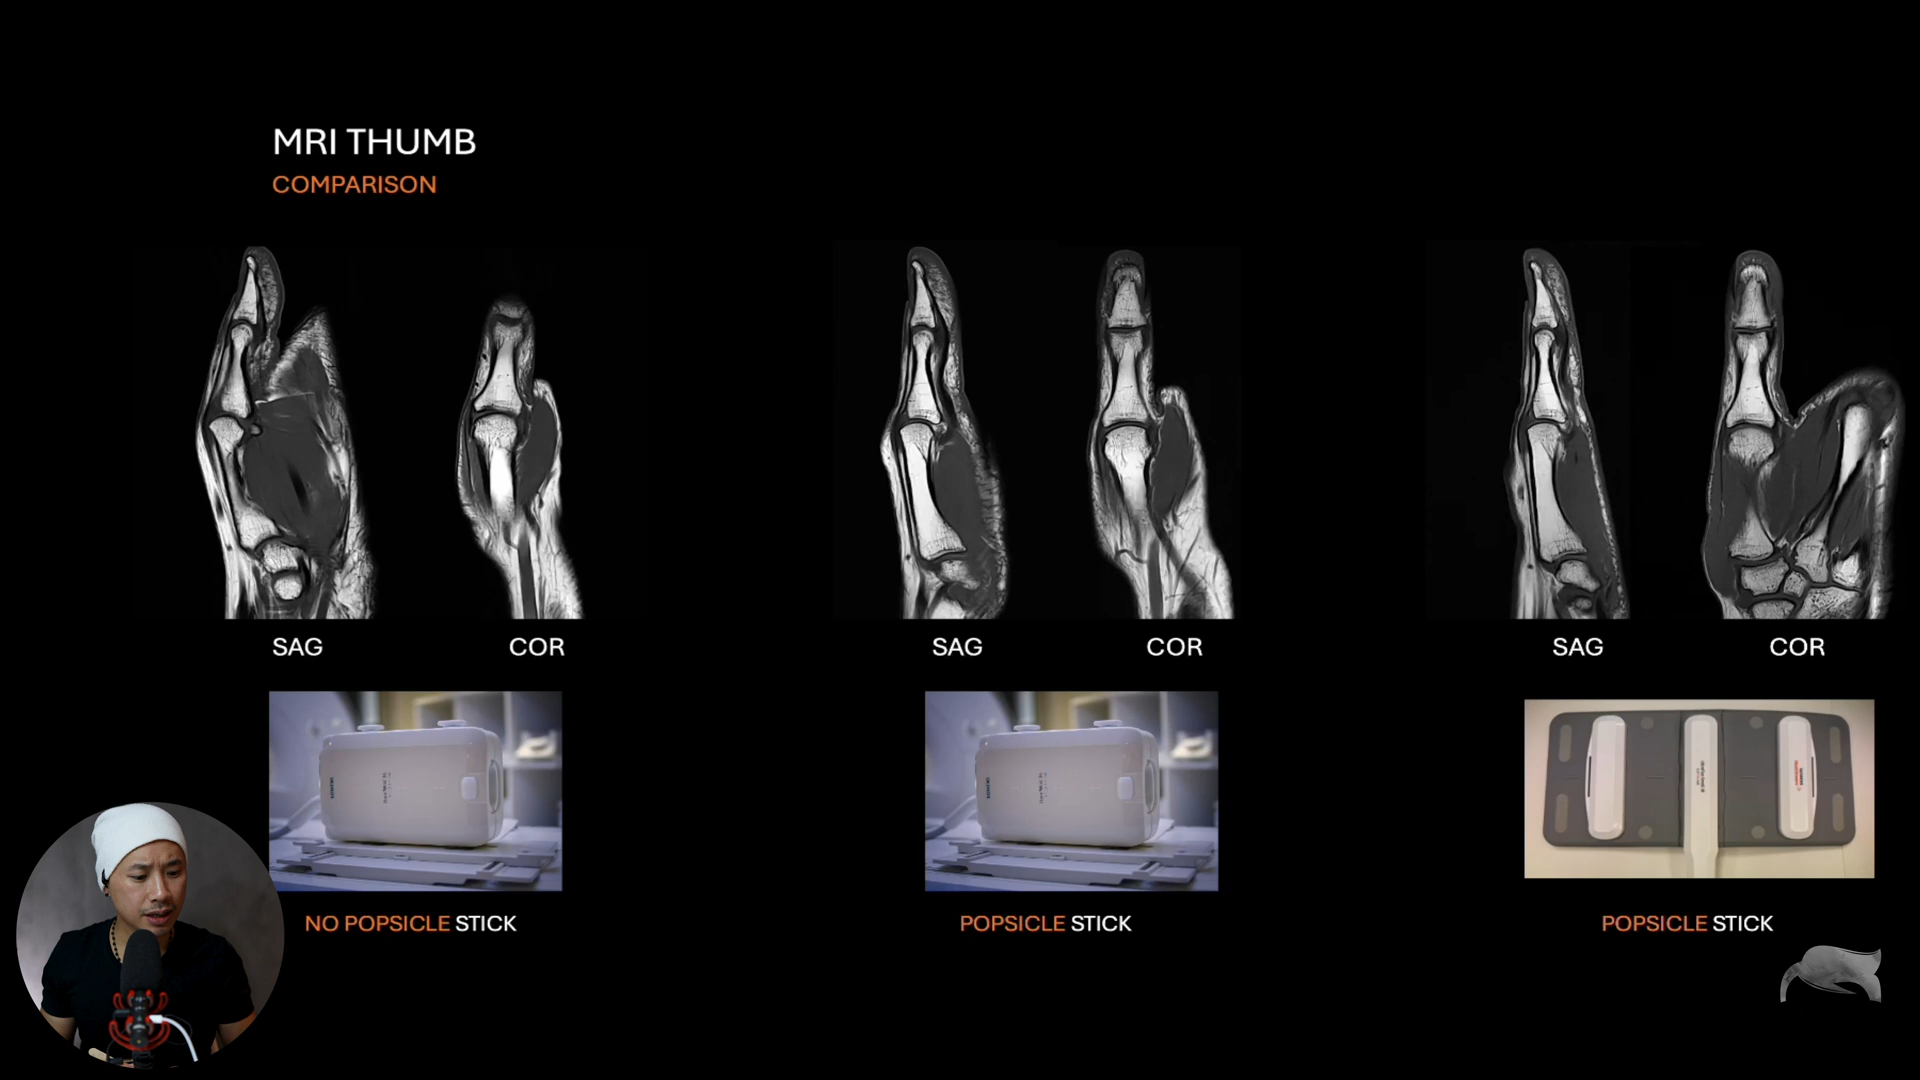 MRI THUMB
COMPARISON
SAG
COR
SAG
COR
SAG
COR
NO POPSICLE STICK
POPSICLE STICK
POPSICLE STICK